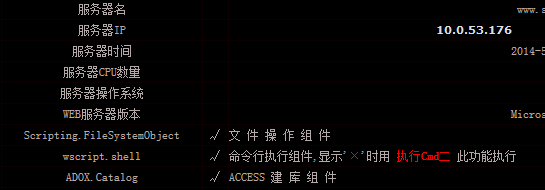 服务器名 www.s
服务器IP 10.0.53.176
服务器时间 2014-5
服务器CPU数量
服务器操作系统
WEB服务器版本 Micros
Scripting.FileSystemObject √ 文 件 操 作 组 件
wscript.shell √ 命令行执行组件,显示'×'时用 执行Cmd二 此功能执行
ADOX.Catalog √ ACCESS 建 库 组 件